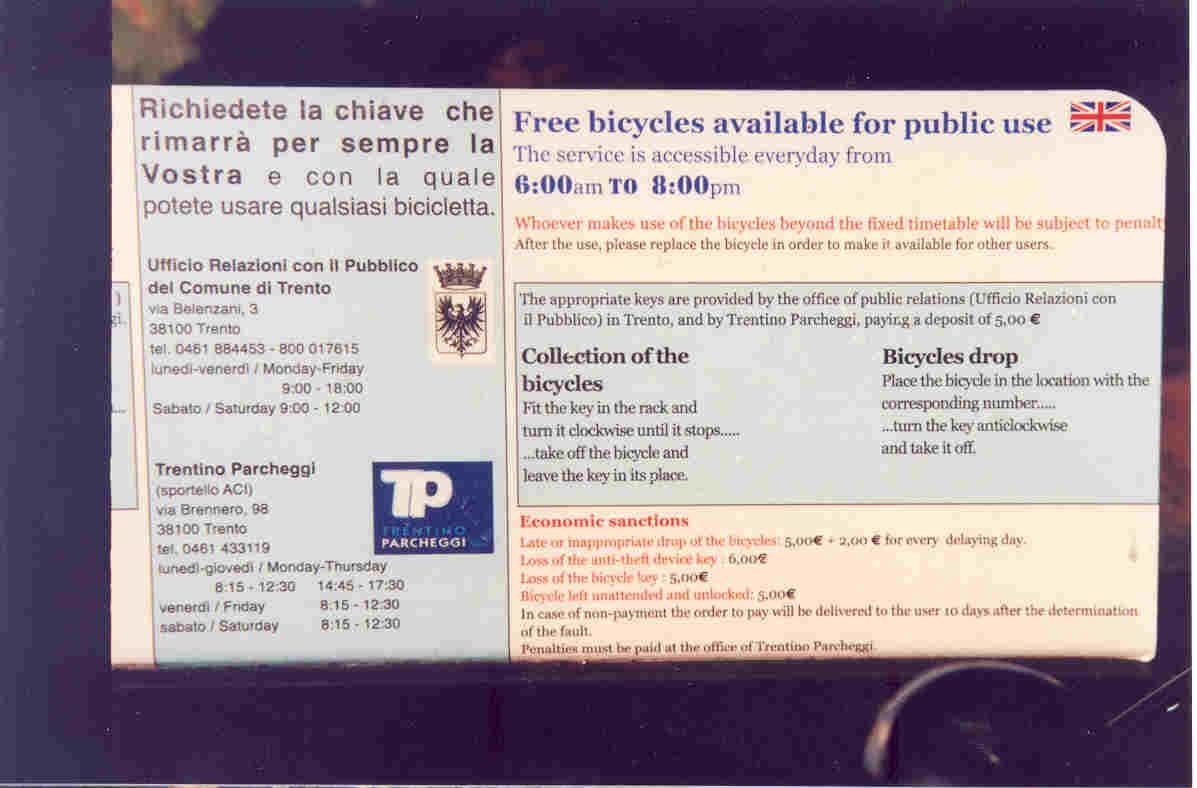 Richiedete la chiave che
rimarrà per sempre la
Vostra e con la quale
potete usare qualsiasi bicicletta.
Ufficio Relazioni con il Pubblico
del Comune di Trento
via Belenzani, 3
38100 Trento
tel. 0461 884453 - 800 017615
lunedì-venerdì / Monday-Friday
9:00 - 18:00
Sabato / Saturday 9:00 - 12:00
Trentino Parcheggi
(sportello ACI)
via Brennero, 98
38100 Trento
tel. 0461 433119
lunedì-giovedì / Monday-Thursday
8:15 - 12:30 14:45 - 17:30
venerdì / Friday 8:15 - 12:30
sabato / Saturday 8:15 - 12:30
TP
TRENTINO
PARCHEGGI
Free bicycles available for public use
The service is accessible everyday from
6:00am TO 8:00pm
Whoever makes use of the bicycles beyond the fixed timetable will be subject to penalt
After the use, please replace the bicycle in order to make it available for other users.
The appropriate keys are provided by the office of public relations (Ufficio Relazioni con
il Pubblico) in Trento, and by Trentino Parcheggi, paying a deposit of 5,00 €
Collection of the
bicycles
Fit the key in the rack and
turn it clockwise until it stops.....
...take off the bicycle and
leave the key in its place.
Bicycles drop
Place the bicycle in the location with the
corresponding number.....
...turn the key anticlockwise
and take it off.
Economic sanctions
Late or inappropriate drop of the bicycles: 5,00€ + 2,00 € for every delaying day.
Loss of the anti-theft device key : 6,00€
Loss of the bicycle key : 5,00€
Bicycle left unattended and unlocked: 5,00€
In case of non-payment the order to pay will be delivered to the user 10 days after the determination
of the fault.
Penalties must be paid at the office of Trentino Parcheggi.